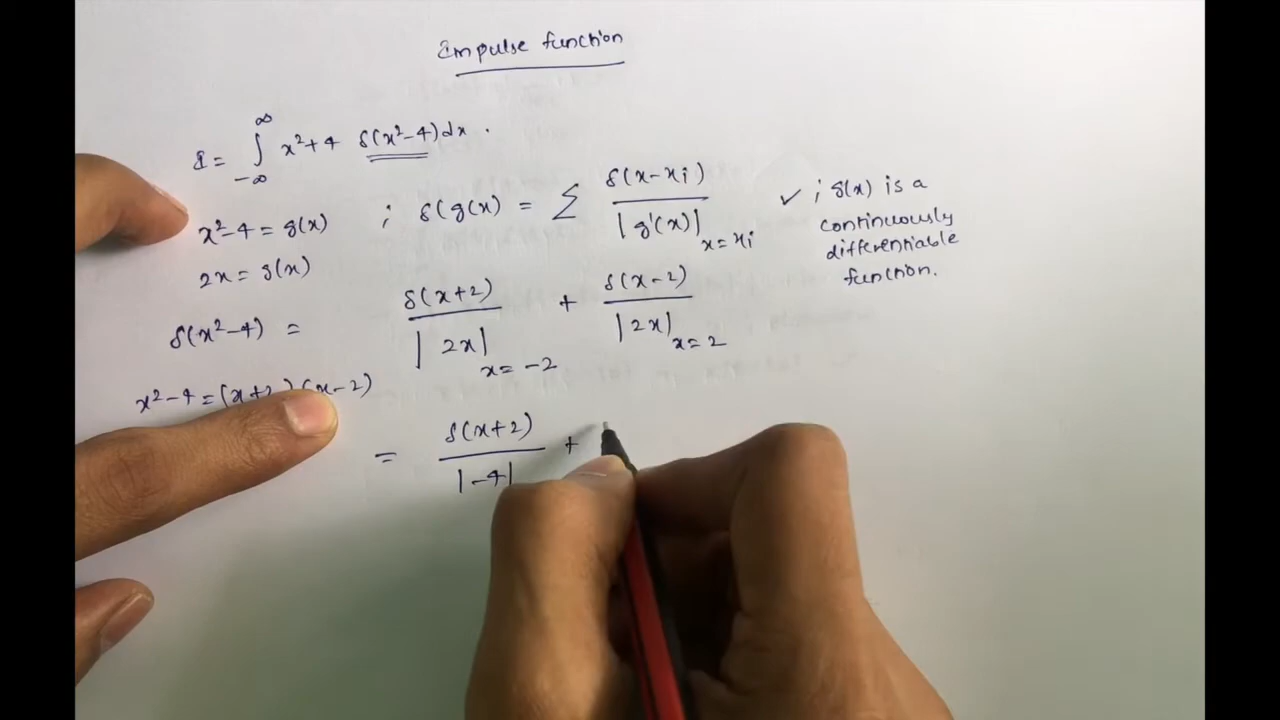 Impulse function
I = ∫_{-∞}^{∞} x²+4 δ(x²-4)dx .
x²-4 = g(x) ; δ(g(x) = Σ δ(x-xi) / |g'(x)| x=xi ✓ ; g(x) is a continuously differentiable function.
2x = g(x)
δ(x²-4) = δ(x+2) / |2x| x=-2 + δ(x-2) / |2x| x=2
x²-4 = (x+2)(x-2)
= δ(x+2) / |-4| +